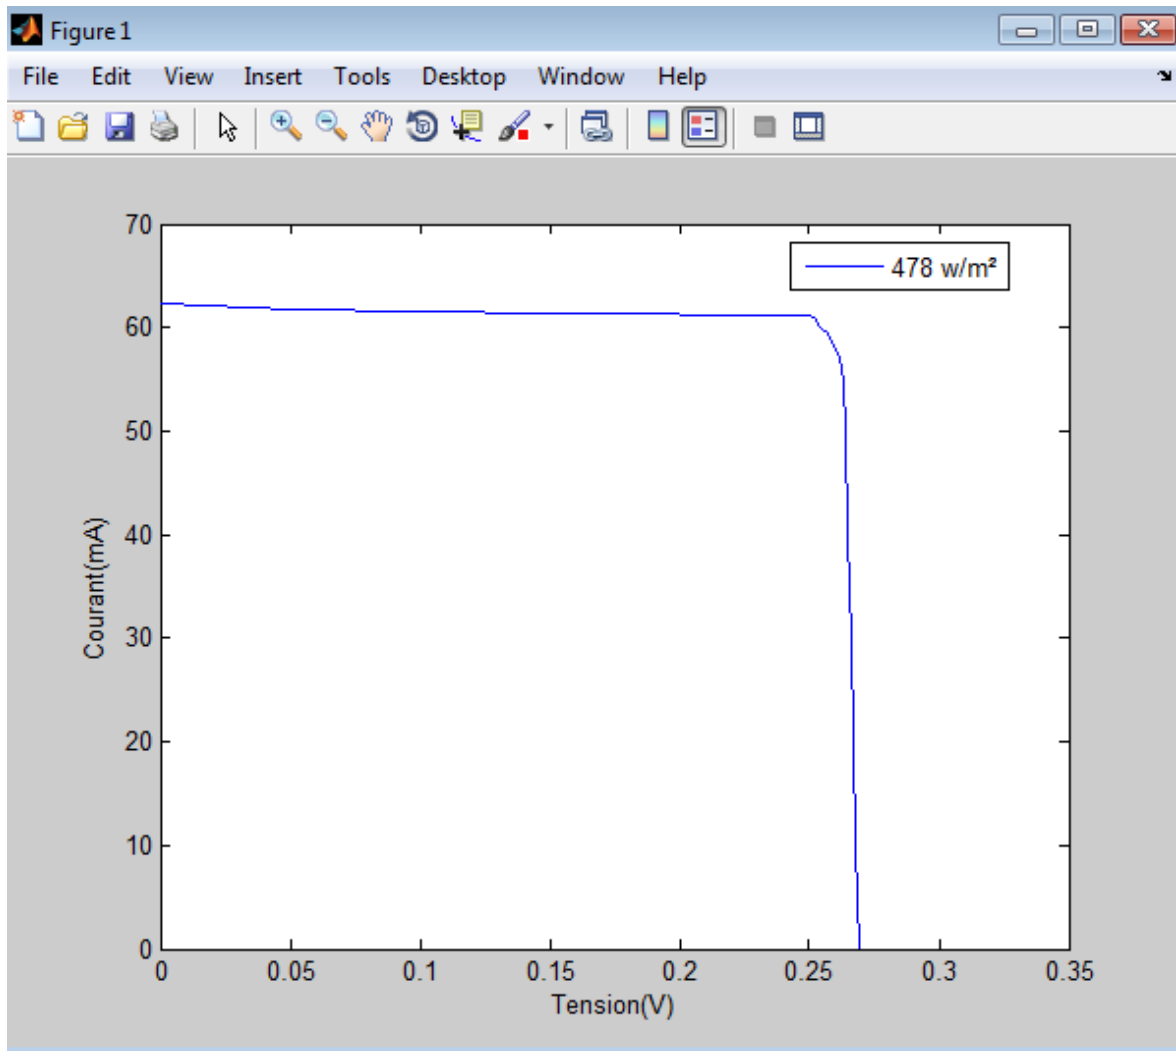 Figure 1
File Edit View Insert Tools Desktop Window Help
478 w/m²
70
60
50
40
30
20
10
0
Courant(mA)
0 0.05 0.1 0.15 0.2 0.25 0.3 0.35
Tension(V)